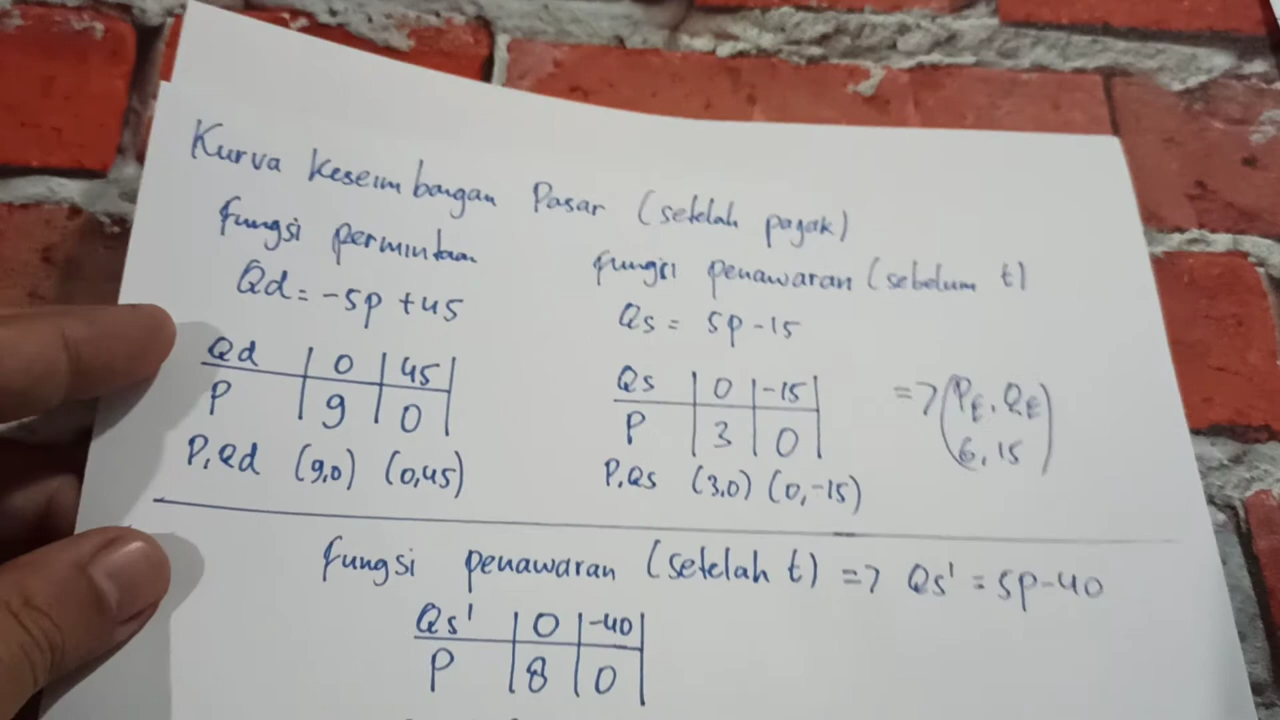 Kurva Keseimbangan Pasar (setelah pajak)
fungsi permintaan
Qd = -5p + 45
Qd | 0 | 45 |
P | 9 | 0 |
P,Qd (9,0) (0,45)
fungsi penawaran (sebelum t)
Qs = 5p - 15
Qs | 0 | -15 |
P | 3 | 0 |
P,Qs (3,0) (0,-15)
=> (PE, QE)
6, 15
fungsi penawaran (setelah t) => Qs' = 5p-40
Qs' | 0 | -40 |
P | 8 | 0 |